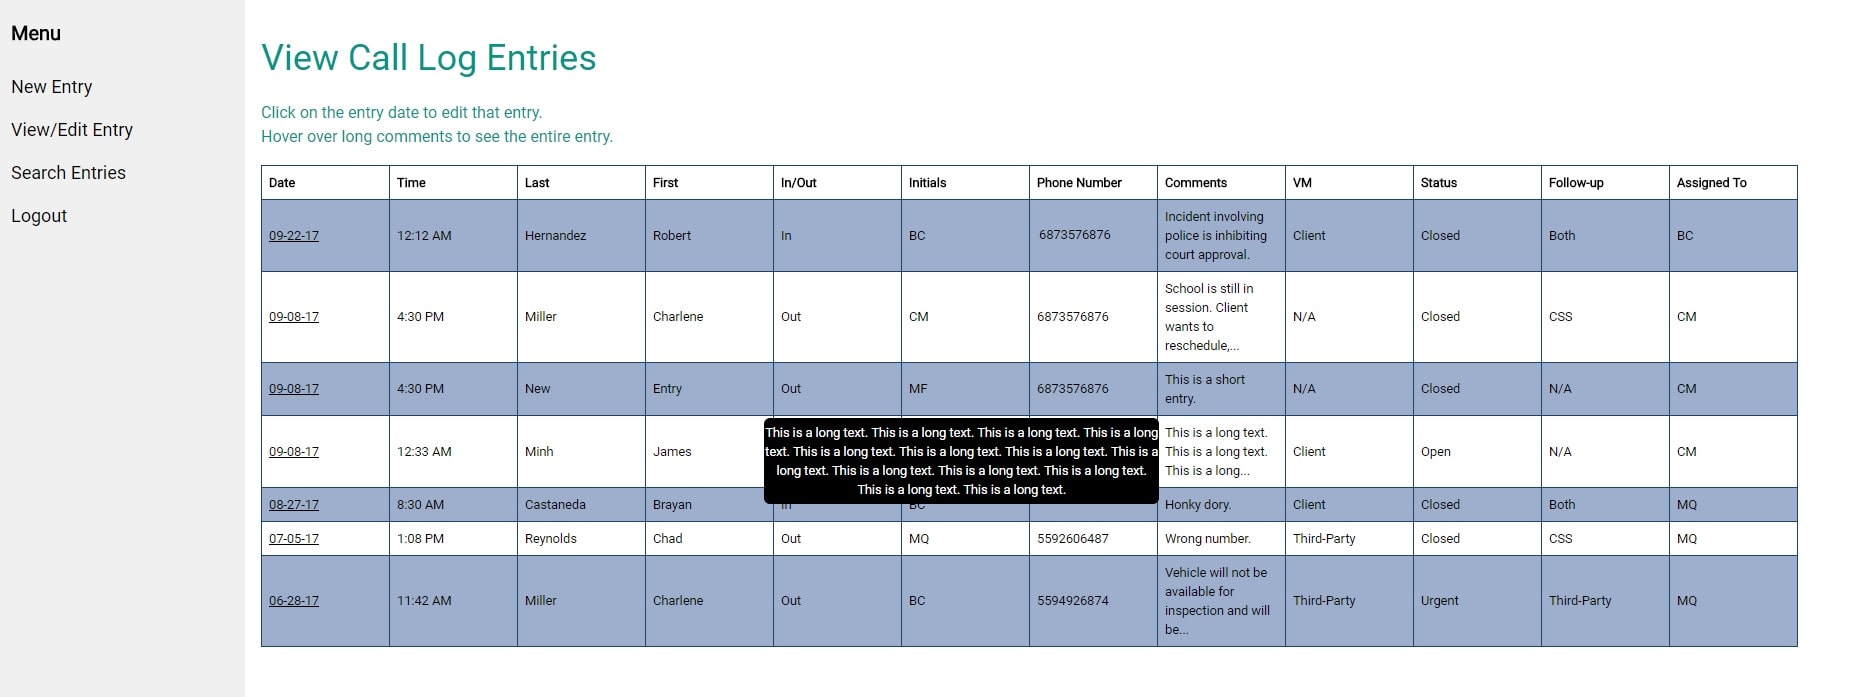 Menu
New Entry
View/Edit Entry
Search Entries
Logout
View Call Log Entries
Click on the entry date to edit that entry.
Hover over long comments to see the entire entry.
Date Time Last First In/Out Initials Phone Number Comments VM Status Follow-up Assigned To
09-22-17 12:12 AM Hernandez Robert In BC 6873576876 Incident involving
police is inhibiting
court approval. Client Closed Both BC
09-08-17 4:30 PM Miller Charlene Out CM 6873576876 School is still in
session. Client
wants to
reschedule,... N/A Closed CSS CM
09-08-17 4:30 PM New Entry Out MF 6873576876 This is a short
entry. N/A Closed N/A CM
09-08-17 12:33 AM Minh James
This is a long text. This is a long text. This is a long text. This is a long
text. This is a long text. This is a long text. This is a long text. This is a
long text. This is a long text. This is a long text. This is a long text.
This is a long text. This is a long text.
This is a long text.
This is a long text.
This is a long... Client Open N/A CM
08-27-17 8:30 AM Castaneda Brayan In BC Honky dory. Client Closed Both MQ
07-05-17 1:08 PM Reynolds Chad Out MQ 5592606487 Wrong number. Third-Party Closed CSS MQ
06-28-17 11:42 AM Miller Charlene Out BC 5594926874 Vehicle will not be
available for
inspection and will
be... Third-Party Urgent Third-Party MQ